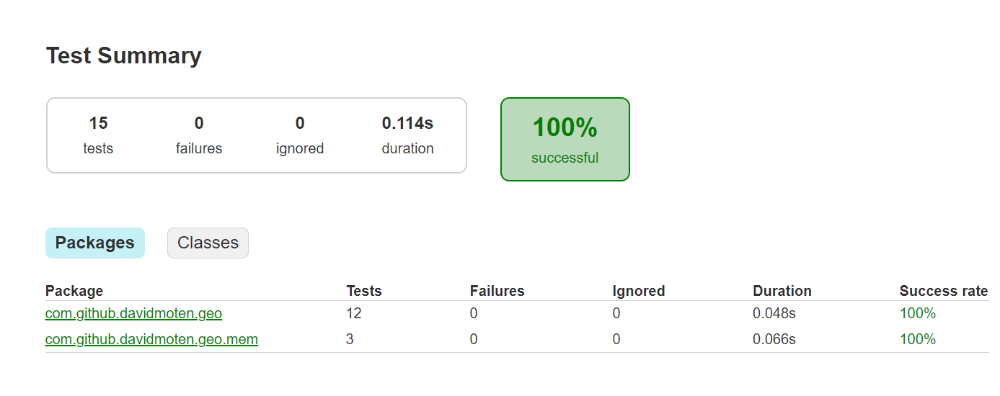 Test Summary
15 0 0 0.114s
tests failures ignored duration
100%
successful
Packages Classes
Package Tests Failures Ignored Duration Success rate
com.github.davidmoten.geo 12 0 0 0.048s 100%
com.github.davidmoten.geo.mem 3 0 0 0.066s 100%